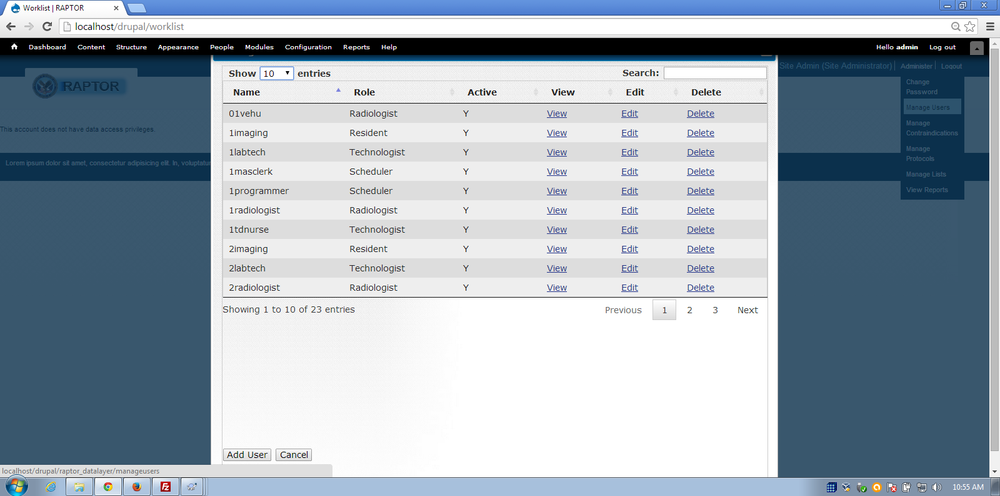 Worklist | RAPTOR
localhost/drupal/worklist
Dashboard Content Structure Appearance People Modules Configuration Reports Help Hello admin Log out
Site Admin (Site Administrator) Administer Logout
RAPTOR
Change
Password
Manage Users
Manage
Contraindications
Manage
Protocols
Manage Lists
View Reports
This account does not have data access privileges.
Lorem ipsum dolor sit amet, consectetur adipisicing elit. In, voluptatur
Show 10 entries Search:
Name Role Active View Edit Delete
01vehu Radiologist Y View Edit Delete
1imaging Resident Y View Edit Delete
1labtech Technologist Y View Edit Delete
1masclerk Scheduler Y View Edit Delete
1programmer Scheduler Y View Edit Delete
1radiologist Radiologist Y View Edit Delete
1tdnurse Technologist Y View Edit Delete
2imaging Resident Y View Edit Delete
2labtech Technologist Y View Edit Delete
2radiologist Radiologist Y View Edit Delete
Showing 1 to 10 of 23 entries Previous 1 2 3 Next
Add User Cancel
localhost/drupal/raptor_datalayer/manageusers
10:55 AM